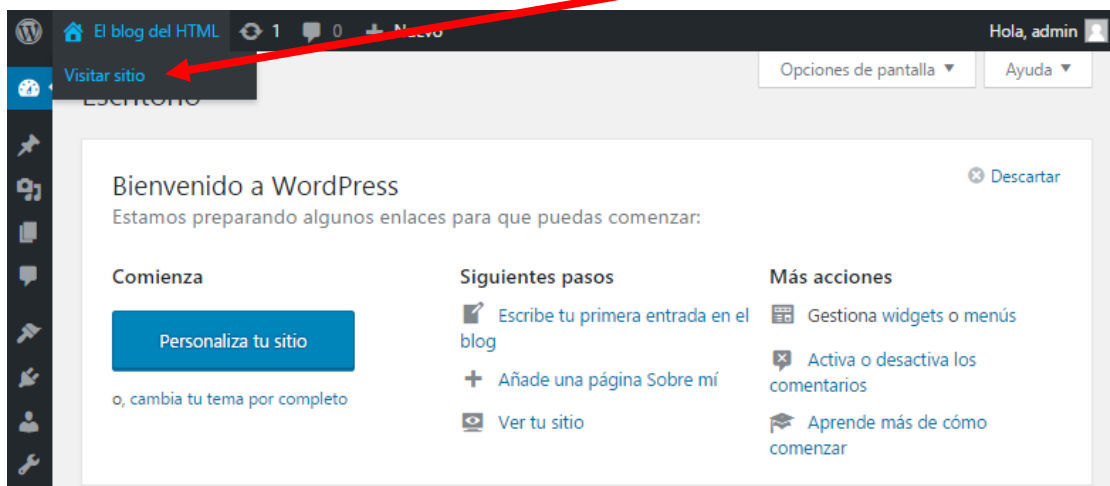 El blog del HTML 1 0 + Nuevo Hola, admin
Visitar sitio
Opciones de pantalla ▼ Ayuda ▼
Escritorio
Bienvenido a WordPress
Descartar
Estamos preparando algunos enlaces para que puedas comenzar:
Comienza
Personaliza tu sitio
o, cambia tu tema por completo
Siguientes pasos
Escribe tu primera entrada en el
blog
Añade una página Sobre mí
Ver tu sitio
Más acciones
Gestiona widgets o menús
Activa o desactiva los
comentarios
Aprende más de cómo
comenzar